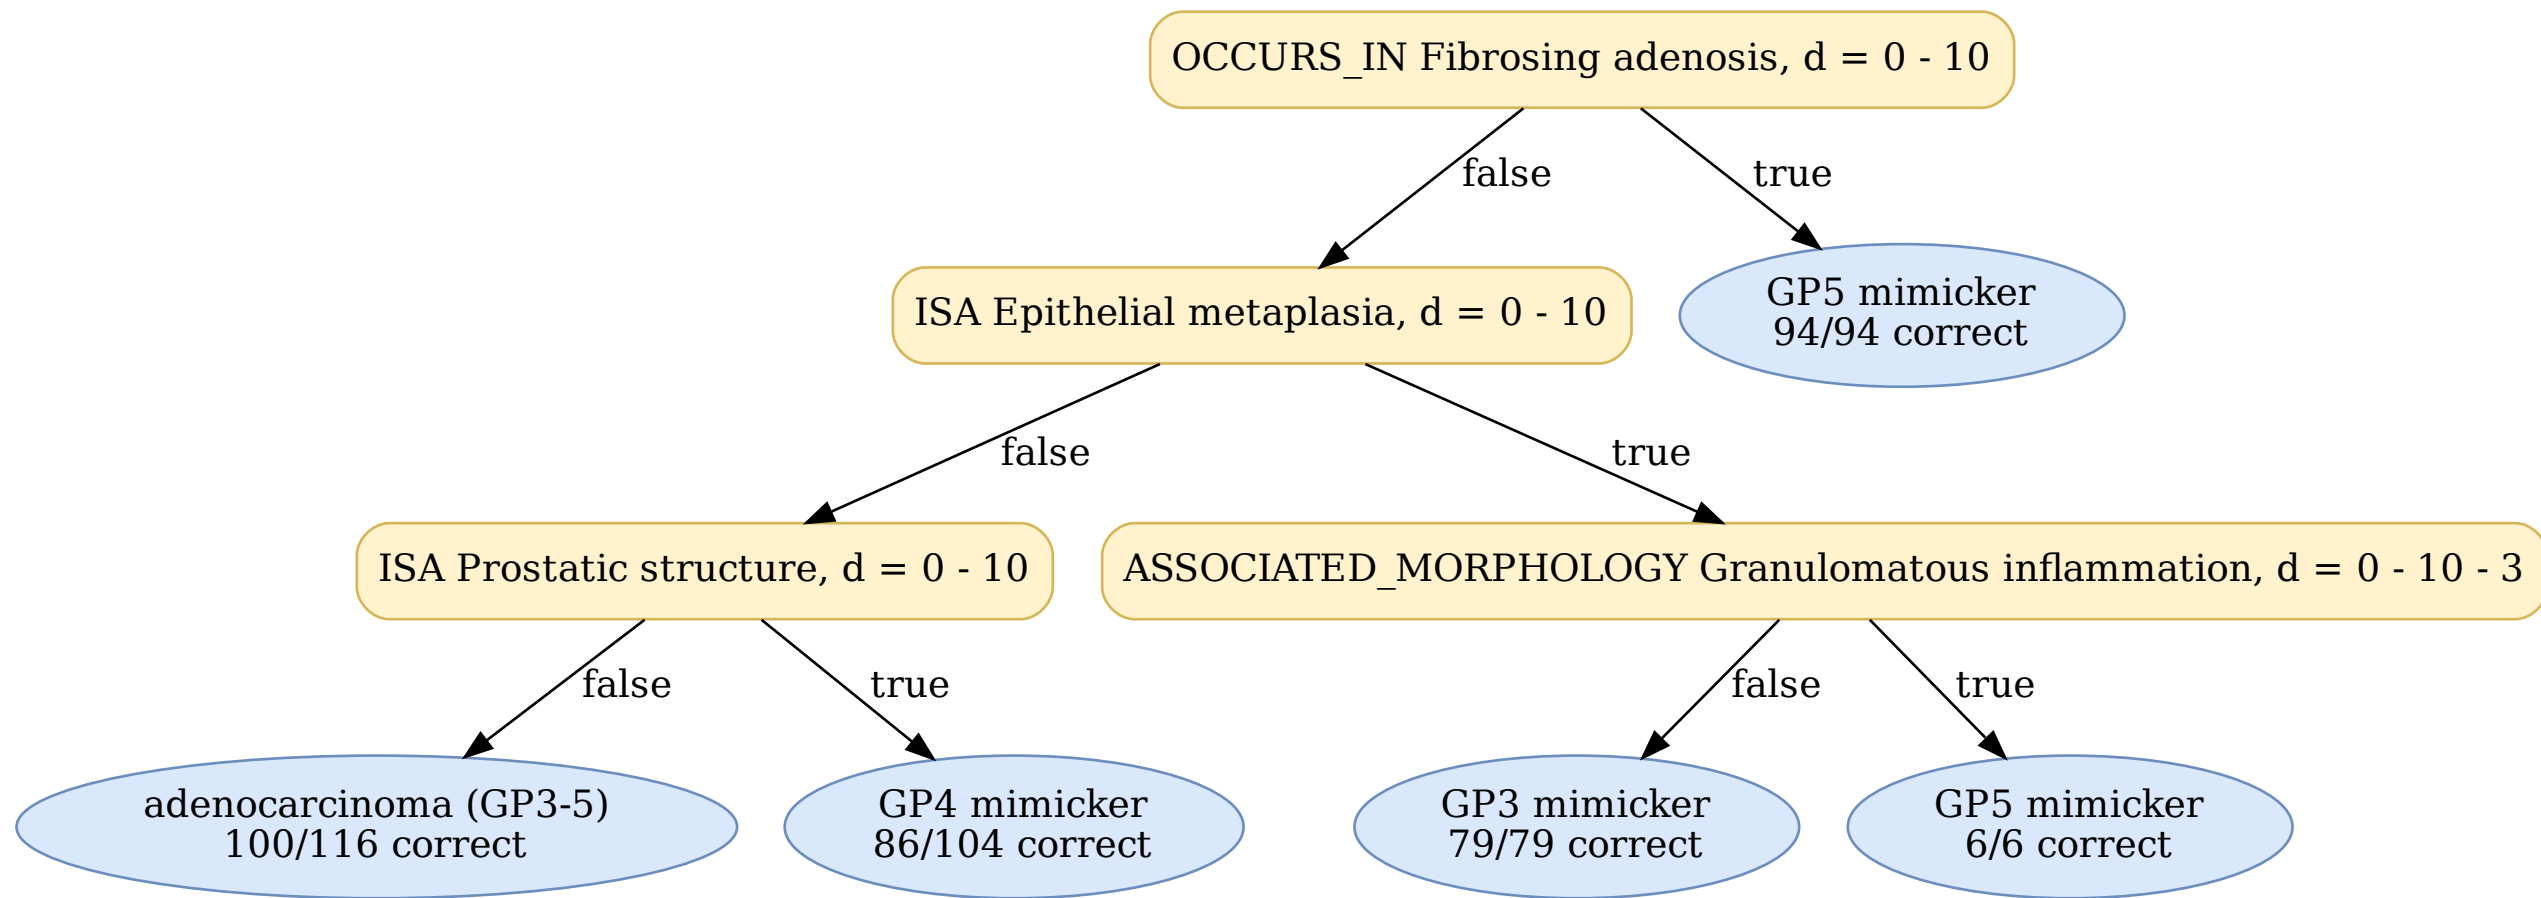 OCCURS_IN Fibrosing adenosis, d = 0 - 10
false
true
ISA Epithelial metaplasia, d = 0 - 10
GP5 mimicker
94/94 correct
false
true
ISA Prostatic structure, d = 0 - 10
ASSOCIATED_MORPHOLOGY Granulomatous inflammation, d = 0 - 10 - 3
false
true
false
true
adenocarcinoma (GP3-5)
100/116 correct
GP4 mimicker
86/104 correct
GP3 mimicker
79/79 correct
GP5 mimicker
6/6 correct